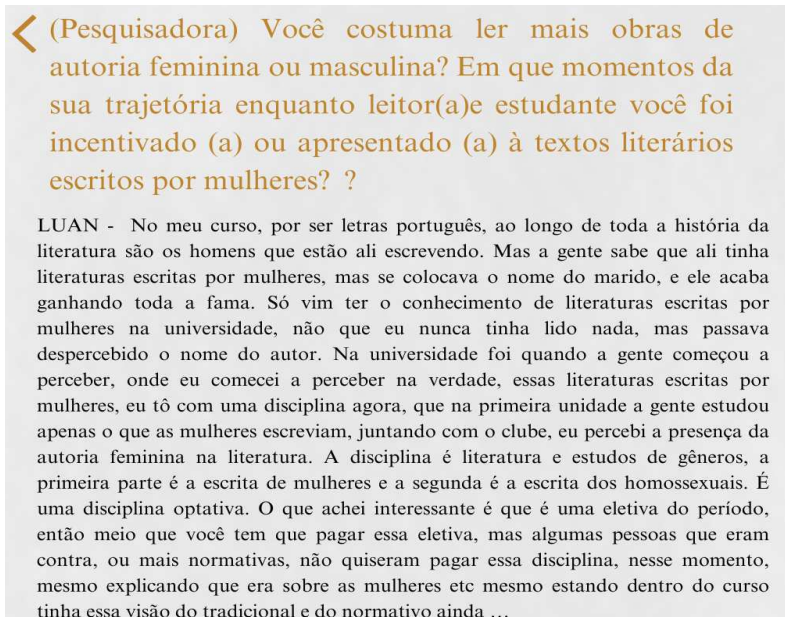 (Pesquisadora) Você costuma ler mais obras de
autoria feminina ou masculina? Em que momentos da
sua trajetória enquanto leitor(a)e estudante você foi
incentivado (a) ou apresentado (a) à textos literários
escritos por mulheres? ?
LUAN - No meu curso, por ser letras português, ao longo de toda a história da
literatura são os homens que estão ali escrevendo. Mas a gente sabe que ali tinha
literaturas escritas por mulheres, mas se colocava o nome do marido, e ele acaba
ganhando toda a fama. Só vim ter o conhecimento de literaturas escritas por
mulheres na universidade, não que eu nunca tinha lido nada, mas passava
despercebido o nome do autor. Na universidade foi quando a gente começou a
perceber, onde eu comecei a perceber na verdade, essas literaturas escritas por
mulheres, eu tô com uma disciplina agora, que na primeira unidade a gente estudou
apenas o que as mulheres escreviam, juntando com o clube, eu percebi a presença da
autoria feminina na literatura. A disciplina é literatura e estudos de gêneros, a
primeira parte é a escrita de mulheres e a segunda é a escrita dos homossexuais. É
uma disciplina optativa. O que achei interessante é que é uma eletiva do período,
então meio que você tem que pagar essa eletiva, mas algumas pessoas que eram
contra, ou mais normativas, não quiseram pagar essa disciplina, nesse momento,
mesmo explicando que era sobre as mulheres etc mesmo estando dentro do curso
tinha essa visão do tradicional e do normativo ainda ...